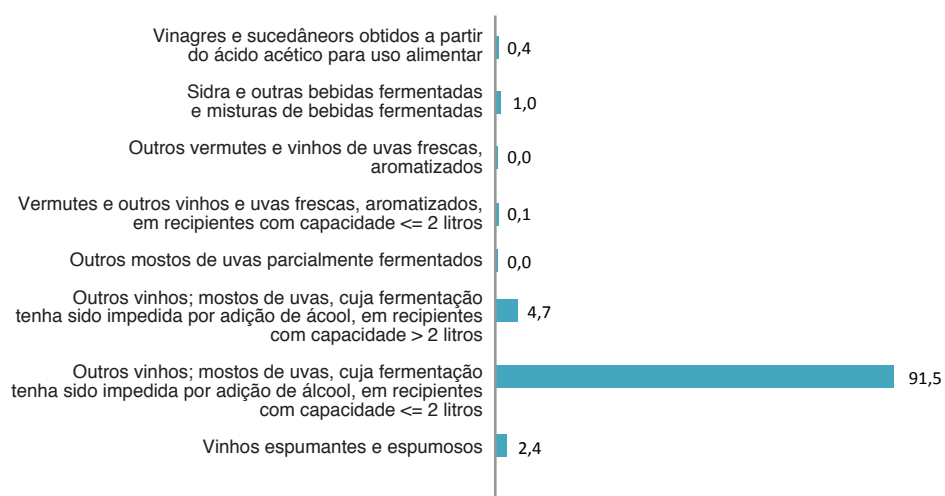 Vinagres e sucedâneors obtidos a partir
do ácido acético para uso alimentar
0,4
Sidra e outras bebidas fermentadas
e misturas de bebidas fermentadas
1,0
Outros vermutes e vinhos de uvas frescas,
aromatizados
0,0
Vermutes e outros vinhos e uvas frescas, aromatizados,
em recipientes com capacidade <= 2 litros
0,1
Outros mostos de uvas parcialmente fermentados
0,0
Outros vinhos; mostos de uvas, cuja fermentação
tenha sido impedida por adição de ácool, em recipientes
com capacidade > 2 litros
4,7
Outros vinhos; mostos de uvas, cuja fermentação
tenha sido impedida por adição de álcool, em recipientes
com capacidade <= 2 litros
91,5
Vinhos espumantes e espumosos
2,4